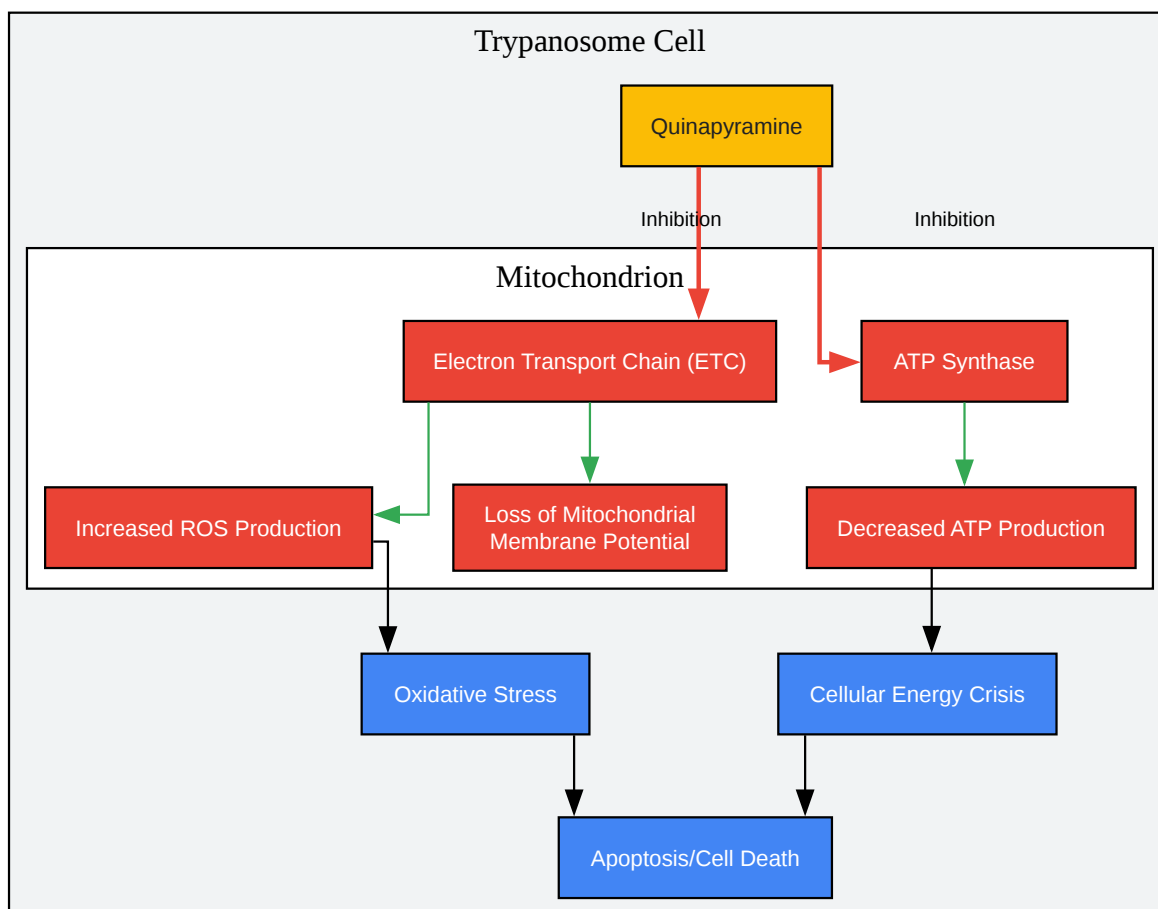 Trypanosome Cell
Quinapyramine
Inhibition
Inhibition
Mitochondrion
Electron Transport Chain (ETC)
ATP Synthase
Increased ROS Production
Loss of Mitochondrial
Membrane Potential
Decreased ATP Production
Oxidative Stress
Cellular Energy Crisis
Apoptosis/Cell Death